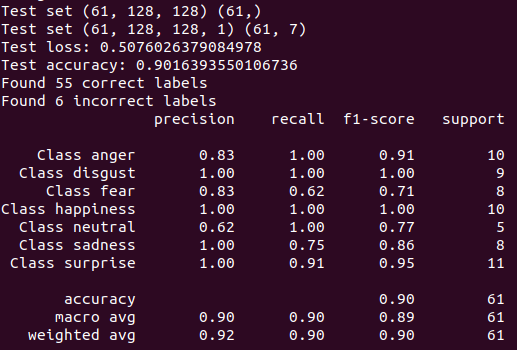 Test set (61, 128, 128) (61,)
Test set (61, 128, 128, 1) (61, 7)
Test loss: 0.5076026379084978
Test accuracy: 0.9016393550106736
Found 55 correct labels
Found 6 incorrect labels
precision recall f1-score support
Class anger 0.83 1.00 0.91 10
Class disgust 1.00 1.00 1.00 9
Class fear 0.83 0.62 0.71 8
Class happiness 1.00 1.00 1.00 10
Class neutral 0.62 1.00 0.77 5
Class sadness 1.00 0.75 0.86 8
Class surprise 1.00 0.91 0.95 11
accuracy 0.90 61
macro avg 0.90 0.90 0.89 61
weighted avg 0.92 0.90 0.90 61